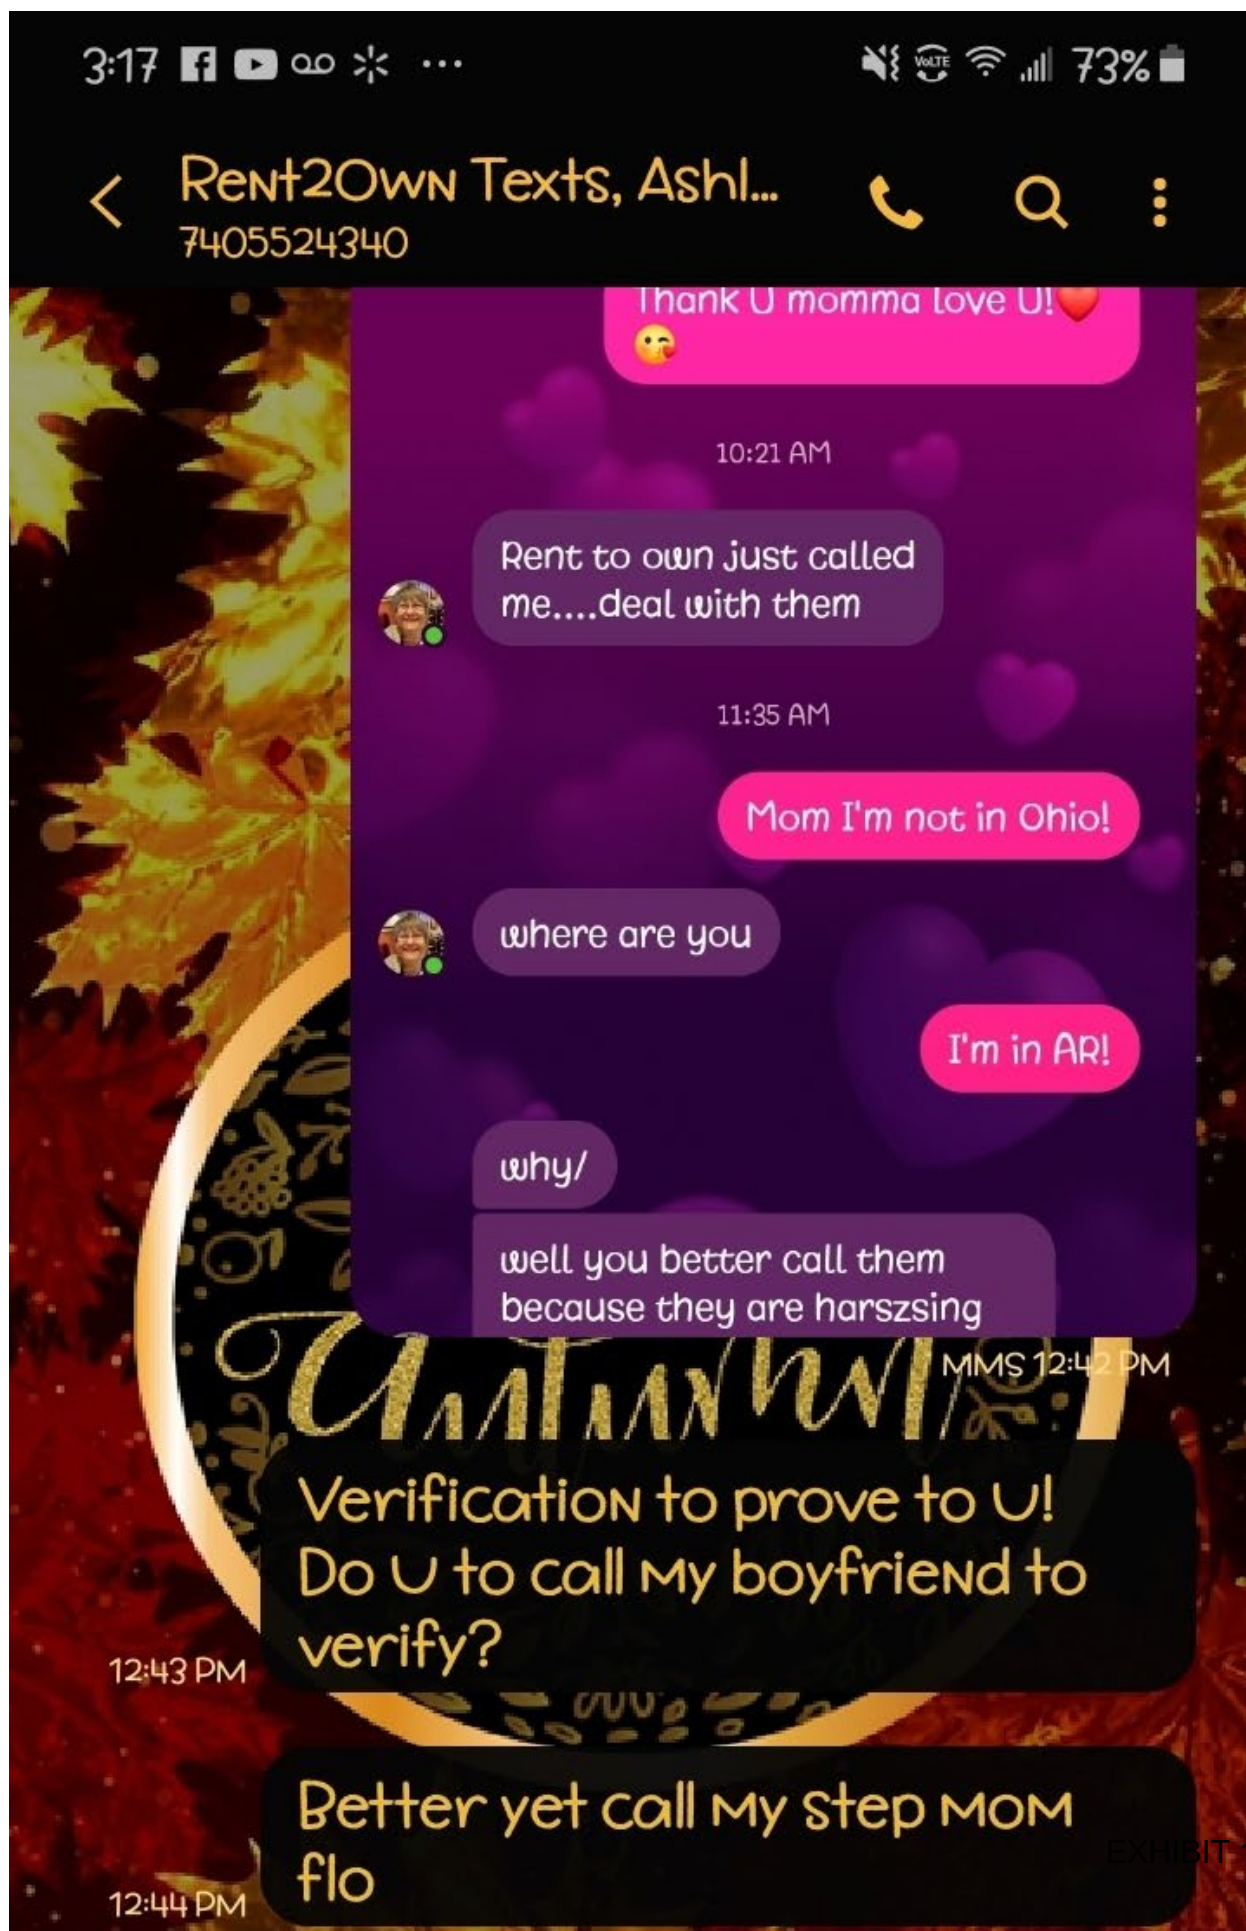 3:17 ... VoLTE 73%
Rent2Own Texts, Ashl...
7405524340
Thank U momma love U!
10:21 AM
Rent to own just called
me....deal with them
11:35 AM
Mom I'm not in Ohio!
where are you
I'm in AR!
why/
well you better call them
because they are harszsing
Autumn
MMS 12:42 PM
Verification to prove to U!
Do U to call my boyfriend to
verify?
12:43 PM
Better yet call my step mom
flo
12:44 PM
EXHIBIT